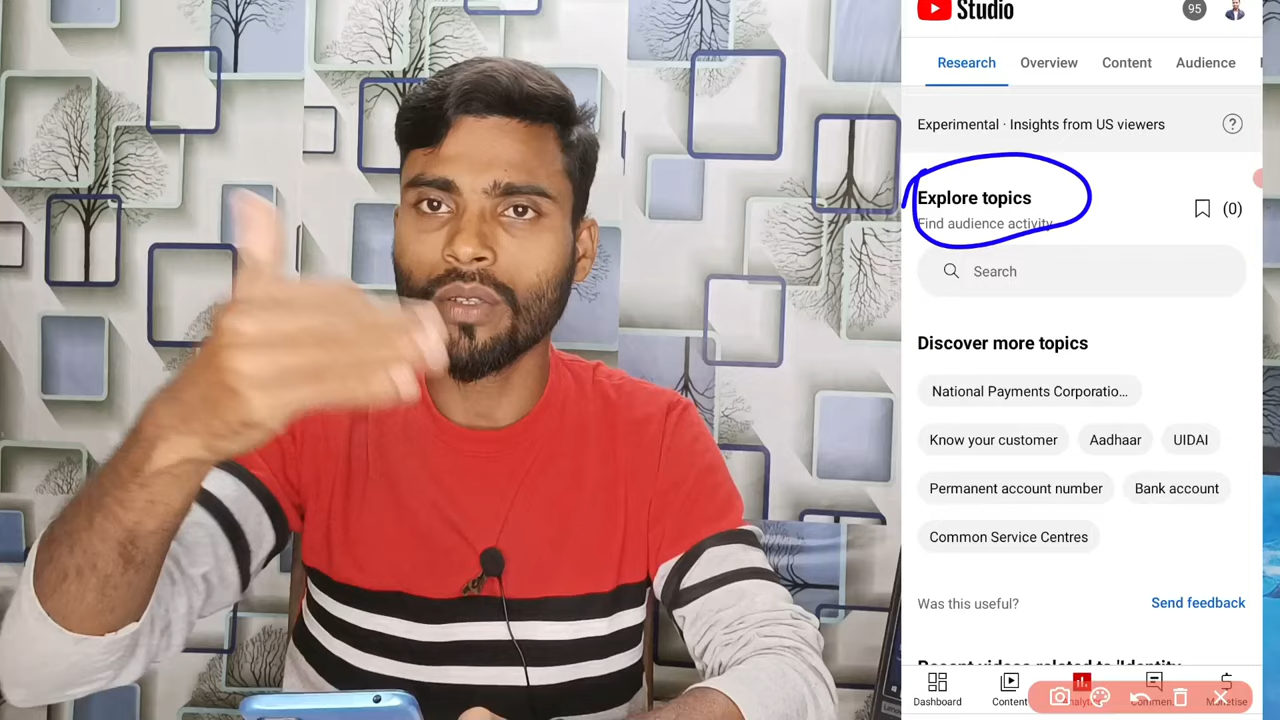 Studio
95
Research Overview Content Audience
Experimental · Insights from US viewers
?
Explore topics
Find audience activity
(0)
Search
Discover more topics
National Payments Corporatio...
Know your customer Aadhaar UIDAI
Permanent account number Bank account
Common Service Centres
Was this useful? Send feedback
Dashboard Content Monetise